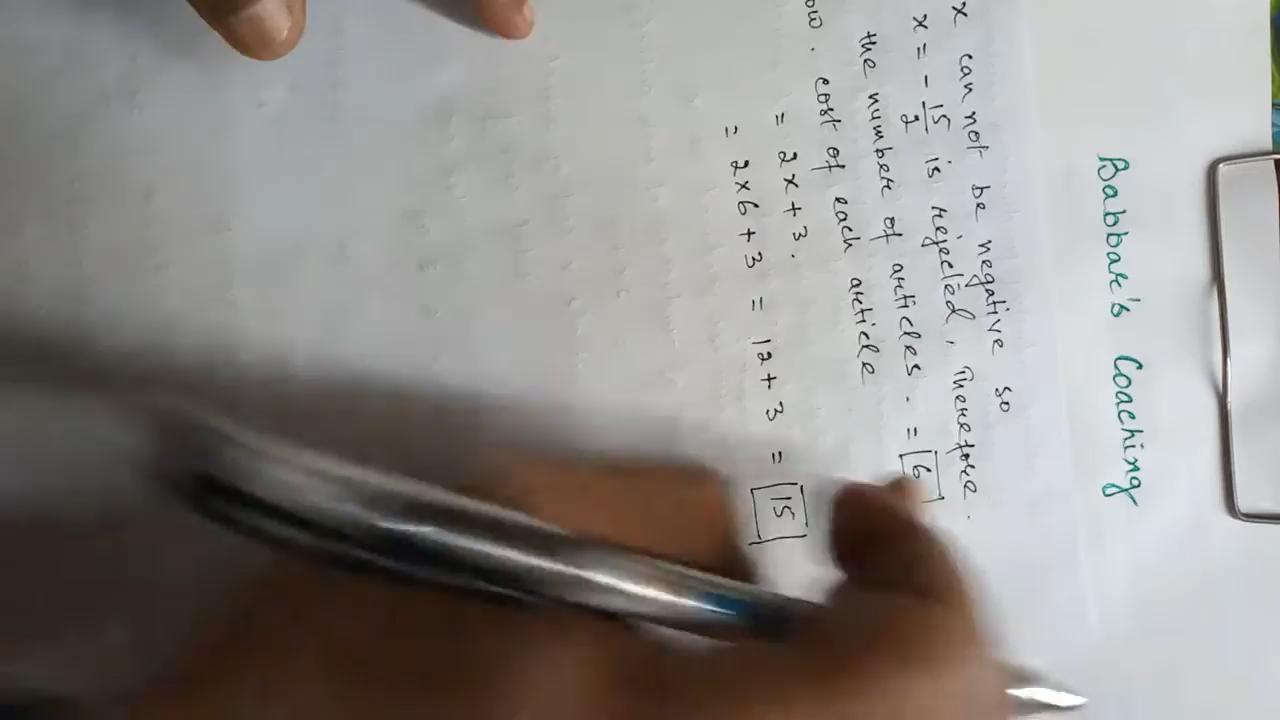 Babbar's Coaching
x can not be negative so
x = - 15/2 is rejected. Therefore.
the number of articles. = 6
ow. cost of each article
= 2x+3.
= 2×6+3 = 12+3 = 15